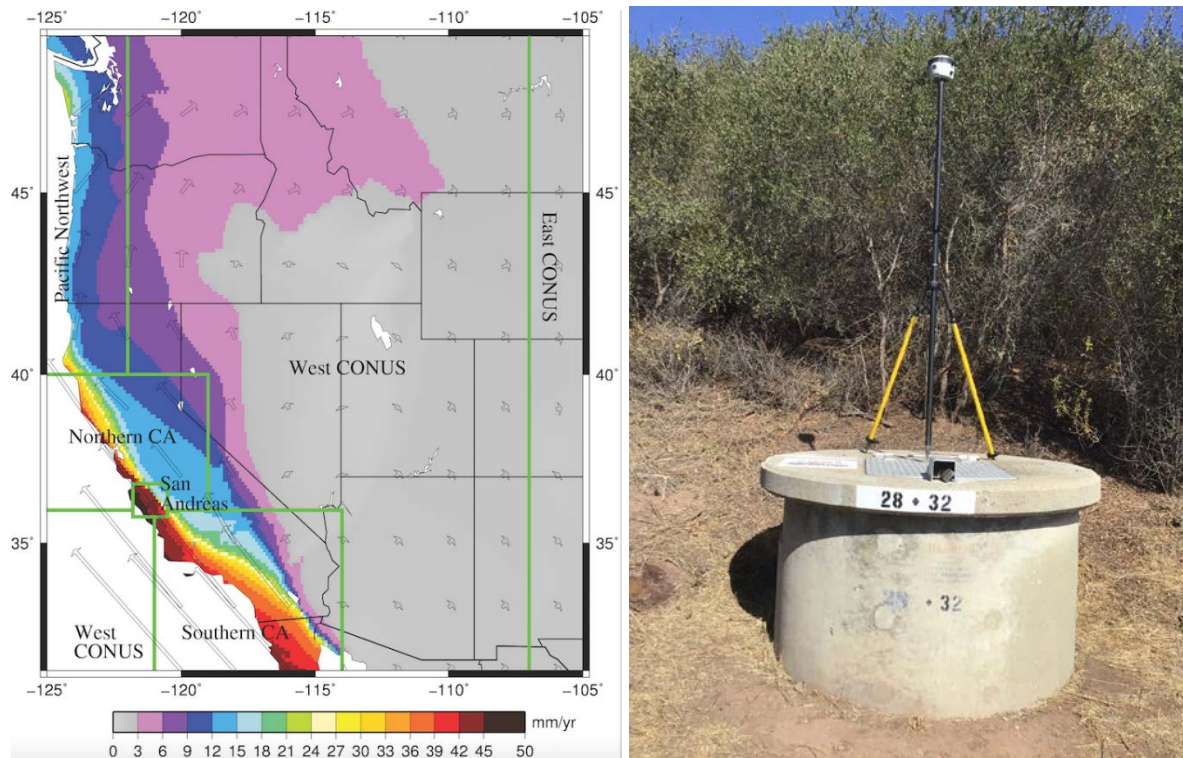 −125° −120° −115° −110° −105°
45°
40°
35°
Pacific Northwest
East CONUS
West CONUS
Northern CA
San
Andreas
West
CONUS
Southern CA
−125° −120° −115° −110° −105°
mm/yr
0 3 6 9 12 15 18 21 24 27 30 33 36 39 42 45 50
45°
40°
35°
28 + 32
28 + 32